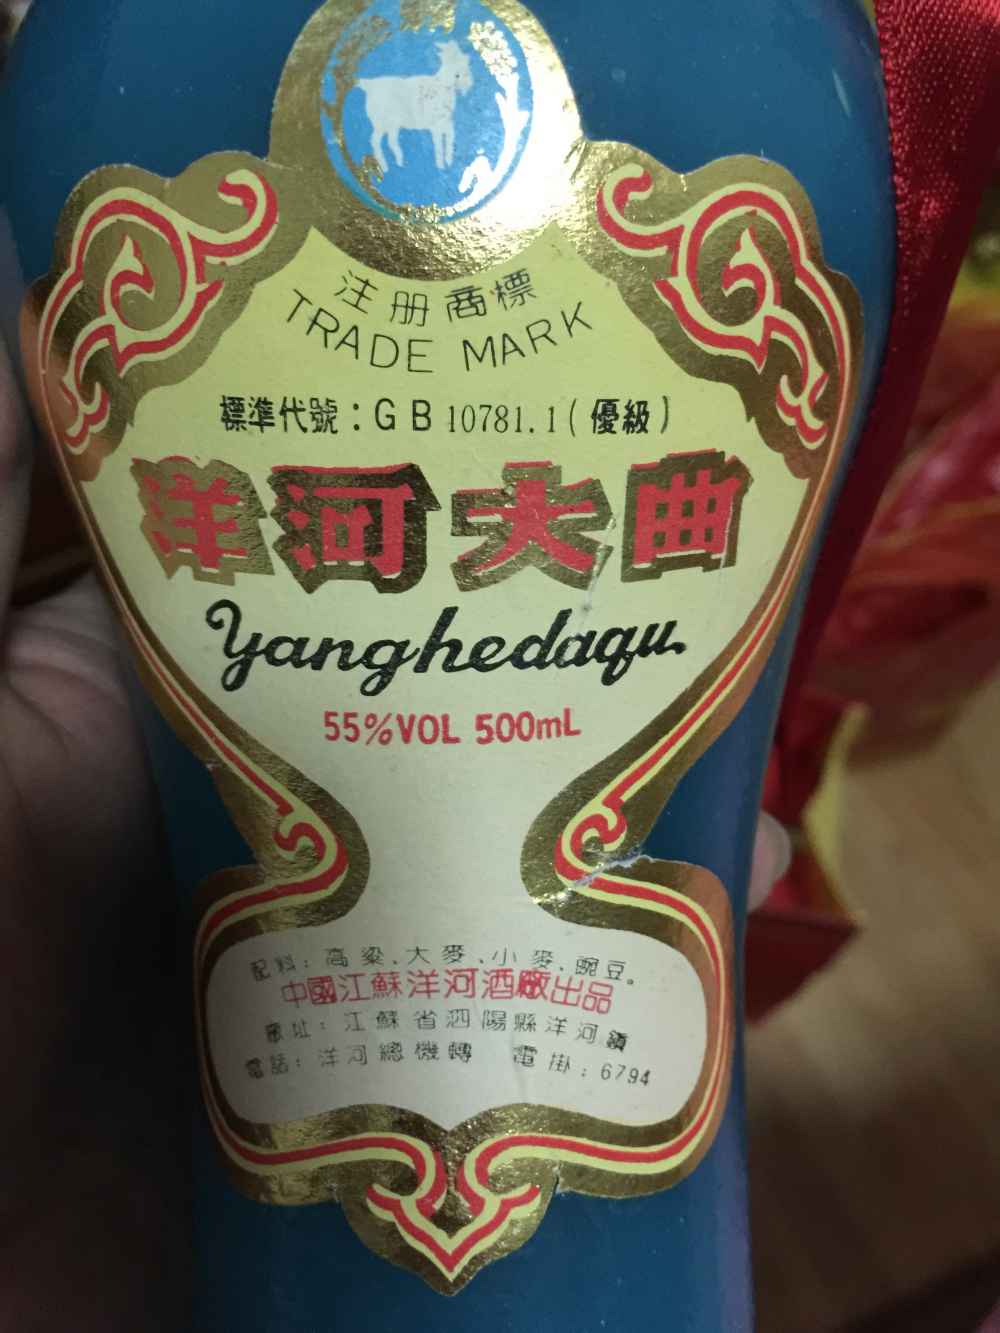 注册商標
TRADE MARK
標準代號：GB 10781.1(優級)
洋河大曲
Yanghedaqu.
55%VOL 500mL
配料：高粱、大麥、小麥、豌豆。
中國江蘇洋河酒廠出品
廠址：江蘇省泗陽縣洋河鎮
電話：洋河總機轉 電掛：6794